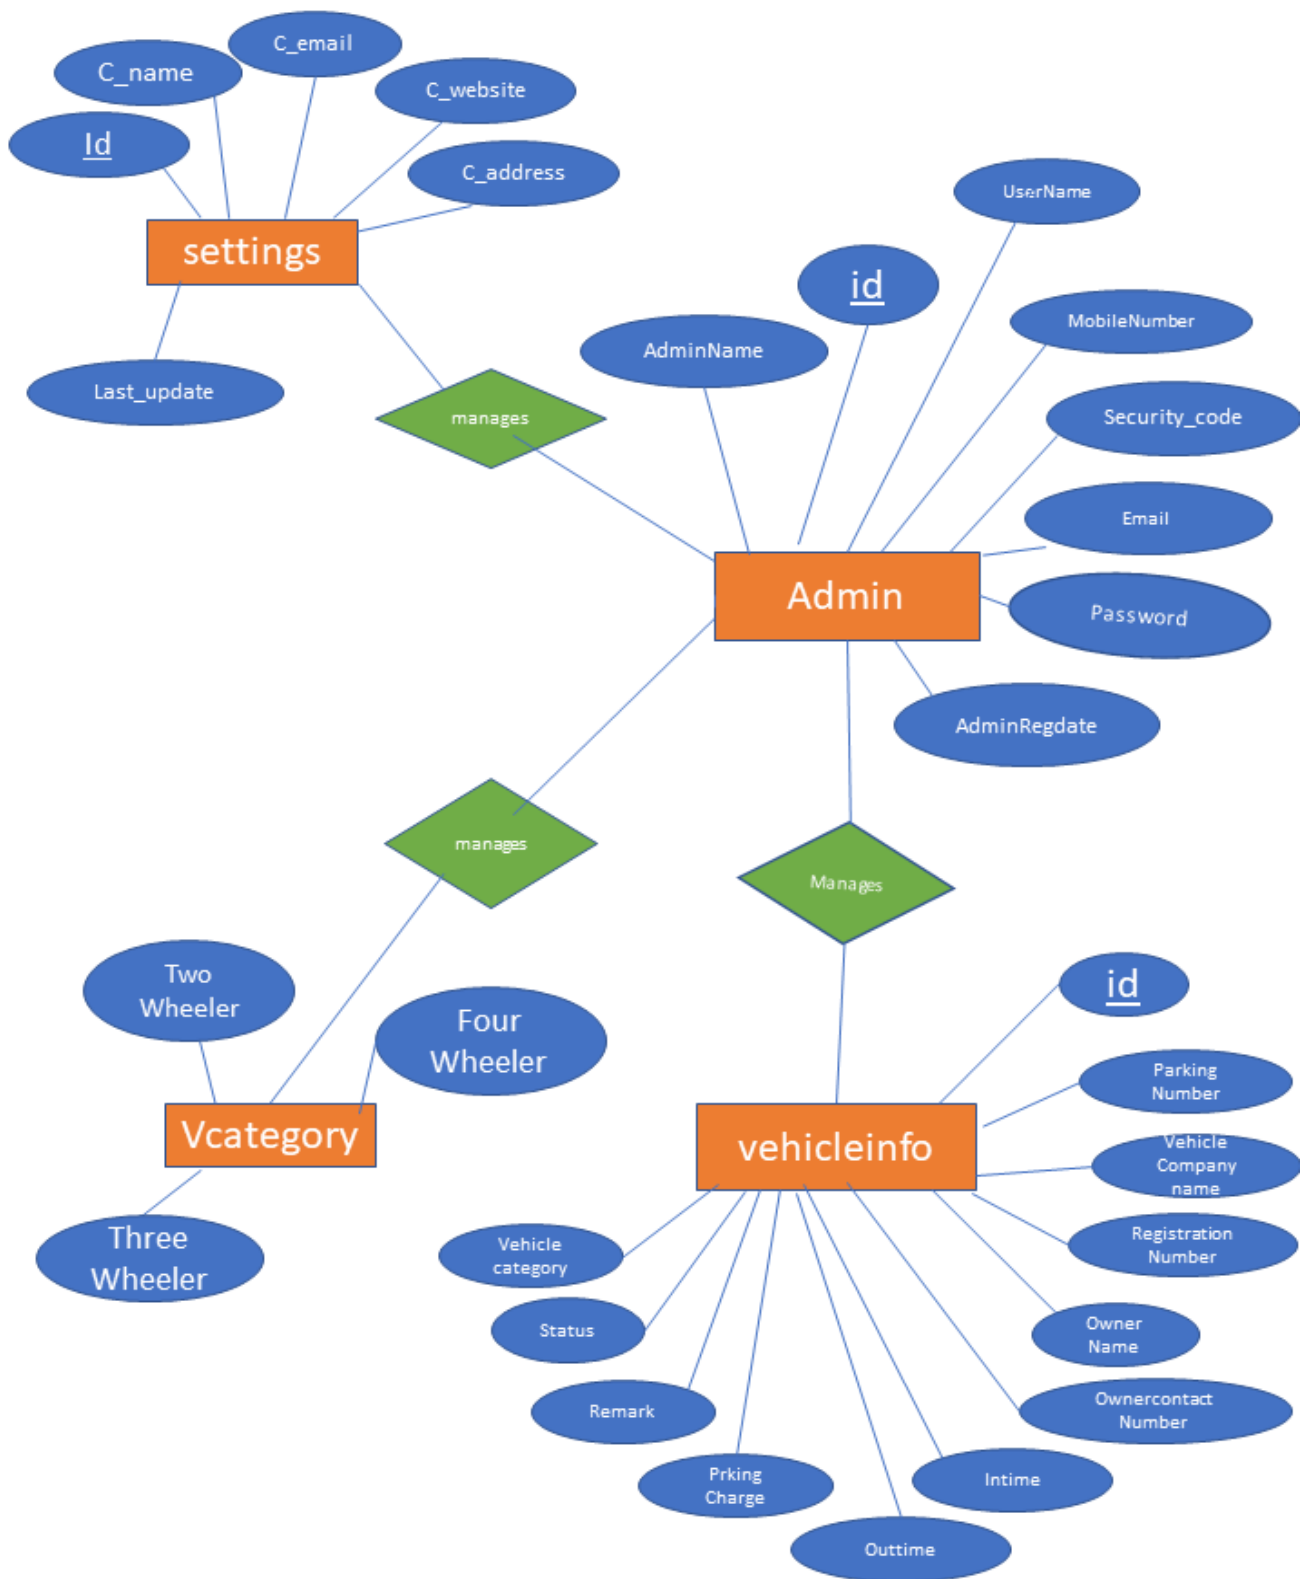 C_email
C_name
C_website
Id
C_address
settings
Last_update
manages
UserName
id
MobileNumber
AdminName
Security_code
Email
Admin
Password
AdminRegdate
manages
Manages
Two
Wheeler
Four
Wheeler
Vcategory
Three
Wheeler
id
Parking
Number
vehicleinfo
Vehicle
Company
name
Registration
Number
Vehicle
category
Status
Owner
Name
Remark
Ownercontact
Number
Prking
Charge
Intime
Outtime